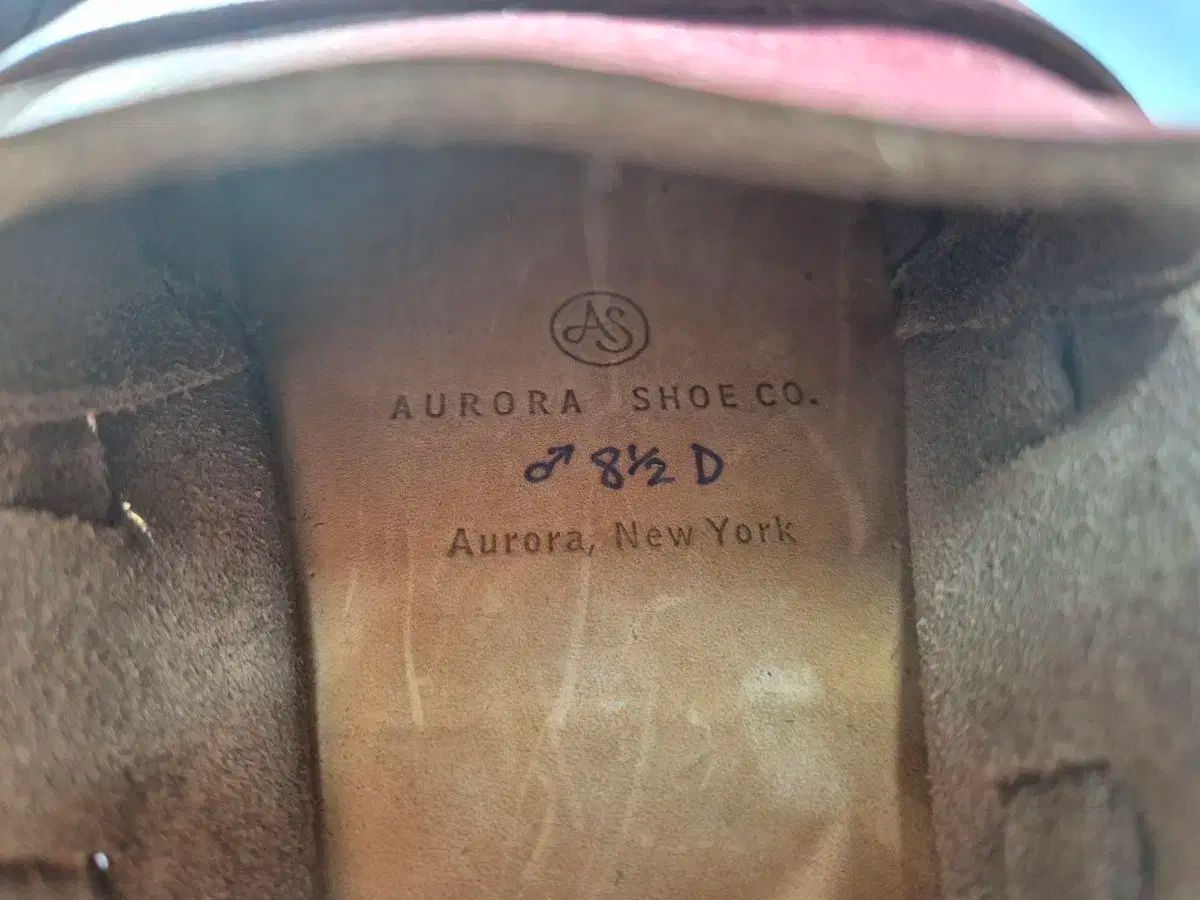 AS
AURORA SHOE CO.
♂ 8½ D
Aurora, New York